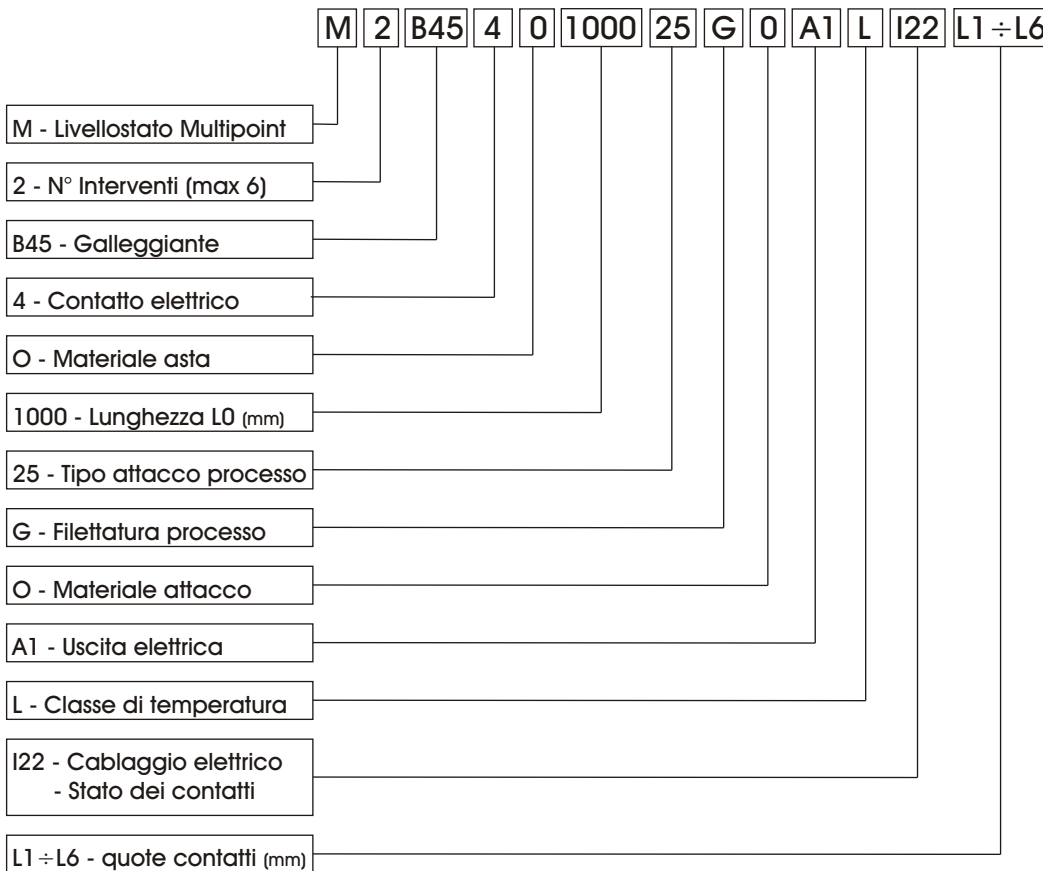 M 2 B45 4 0 1000 25 G 0 A1 L I22 L1÷L6
M - Livellostato Multipoint
2 - N° Interventi (max 6)
B45 - Galleggiante
4 - Contatto elettrico
O - Materiale asta
1000 - Lunghezza L0 (mm)
25 - Tipo attacco processo
G - Filettatura processo
O - Materiale attacco
A1 - Uscita elettrica
L - Classe di temperatura
I22 - Cablaggio elettrico
- Stato dei contatti
L1÷L6 - quote contatti (mm)